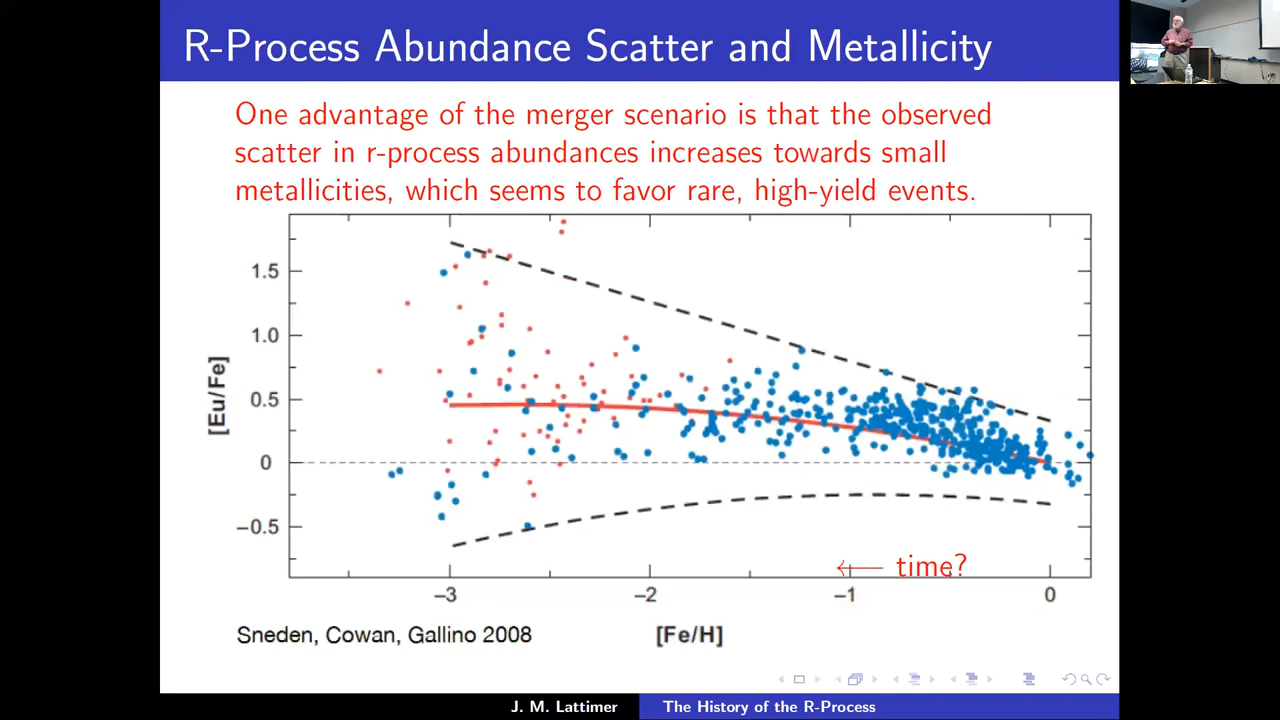 R-Process Abundance Scatter and Metallicity
One advantage of the merger scenario is that the observed
scatter in r-process abundances increases towards small
metallicities, which seems to favor rare, high-yield events.
1.5
1.0
0.5
0
−0.5
[Eu/Fe]
← time?
−3
−2
−1
0
Sneden, Cowan, Gallino 2008
[Fe/H]
J. M. Lattimer
The History of the R-Process